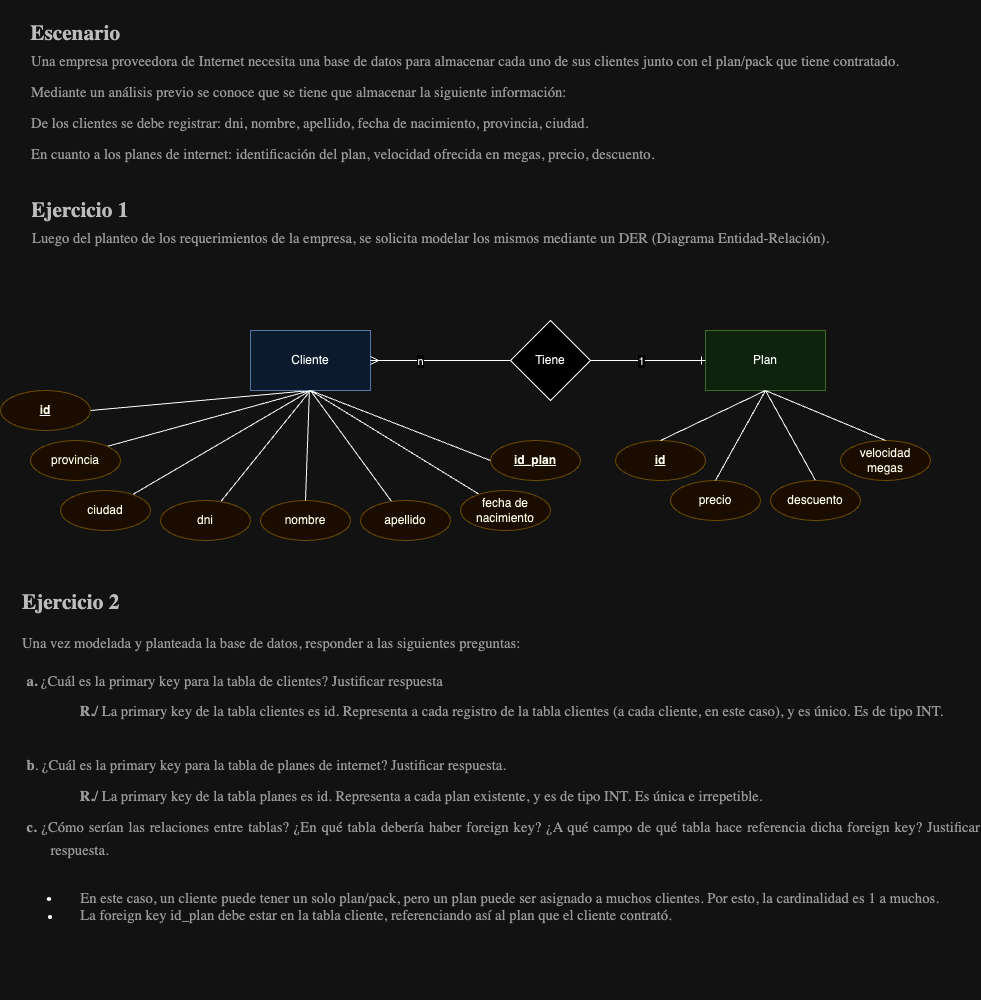 Escenario
Una empresa proveedora de Internet necesita una base de datos para almacenar cada uno de sus clientes junto con el plan/pack que tiene contratado.
Mediante un análisis previo se conoce que se tiene que almacenar la siguiente información:
De los clientes se debe registrar: dni, nombre, apellido, fecha de nacimiento, provincia, ciudad.
En cuanto a los planes de internet: identificación del plan, velocidad ofrecida en megas, precio, descuento.
Ejercicio 1
Luego del planteo de los requerimientos de la empresa, se solicita modelar los mismos mediante un DER (Diagrama Entidad-Relación).
Cliente
n
Tiene
1
Plan
id
provincia
ciudad
dni
nombre
apellido
fecha de
nacimiento
id_plan
id
precio
descuento
velocidad
megas
Ejercicio 2
Una vez modelada y planteada la base de datos, responder a las siguientes preguntas:
a. ¿Cuál es la primary key para la tabla de clientes? Justificar respuesta
R./ La primary key de la tabla clientes es id. Representa a cada registro de la tabla clientes (a cada cliente, en este caso), y es único. Es de tipo INT.
b. ¿Cuál es la primary key para la tabla de planes de internet? Justificar respuesta.
R./ La primary key de la tabla planes es id. Representa a cada plan existente, y es de tipo INT. Es única e irrepetible.
c. ¿Cómo serían las relaciones entre tablas? ¿En qué tabla debería haber foreign key? ¿A qué campo de qué tabla hace referencia dicha foreign key? Justificar
respuesta.
• En este caso, un cliente puede tener un solo plan/pack, pero un plan puede ser asignado a muchos clientes. Por esto, la cardinalidad es 1 a muchos.
• La foreign key id_plan debe estar en la tabla cliente, referenciando así al plan que el cliente contrató.